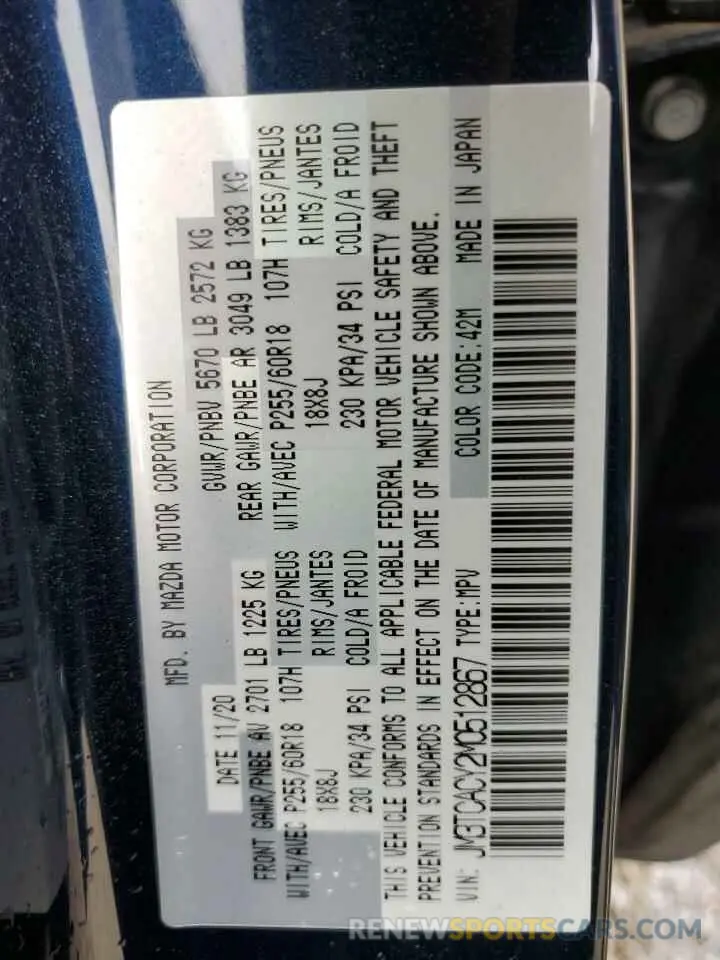 MFD. BY MAZDA MOTOR CORPORATION
DATE 11/20 GVWR/PNBV 5670 LB 2572 KG
FRONT GAWR/PNBE AV 2701 LB 1225 KG REAR GAWR/PNBE AR 3049 LB 1383 KG
WITH/AVEC P255/60R18 107H TIRES/PNEUS WITH/AVEC P255/60R18 107H TIRES/PNEUS
18X8J RIMS/JANTES 18X8J RIMS/JANTES
230 KPA/34 PSI COLD/A FROID 230 KPA/34 PSI COLD/A FROID
THIS VEHICLE CONFORMS TO ALL APPLICABLE FEDERAL MOTOR VEHICLE SAFETY AND THEFT
PREVENTION STANDARDS IN EFFECT ON THE DATE OF MANUFACTURE SHOWN ABOVE.
VIN: JM3TCACY2M0512867 TYPE:MPV COLOR CODE:42M MADE IN JAPAN
RENEWSPORTSCARS.COM